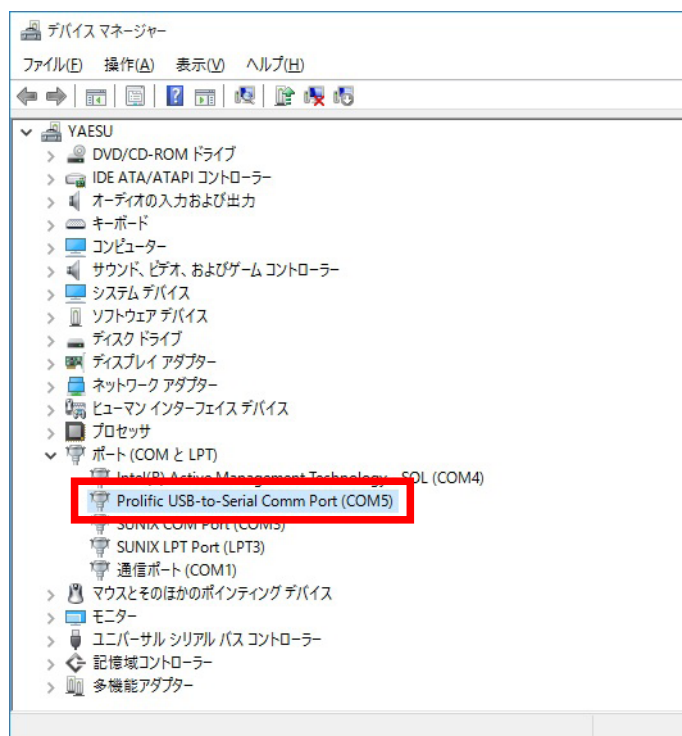 デバイス マネージャー
ファイル(F) 操作(A) 表示(V) ヘルプ(H)
YAESU
DVD/CD-ROM ドライブ
IDE ATA/ATAPI コントローラー
オーディオの入力および出力
キーボード
コンピューター
サウンド、ビデオ、およびゲーム コントローラー
システム デバイス
ソフトウェア デバイス
ディスク ドライブ
ディスプレイ アダプター
ネットワーク アダプター
ヒューマン インターフェイス デバイス
プロセッサ
ポート (COM と LPT)
Intel(R) Active Management Technology - SOL (COM4)
Prolific USB-to-Serial Comm Port (COM5)
SUNIX COM Port (COM3)
SUNIX LPT Port (LPT3)
通信ポート (COM1)
マウスとそのほかのポインティング デバイス
モニター
ユニバーサル シリアル バス コントローラー
記憶域コントローラー
多機能アダプター